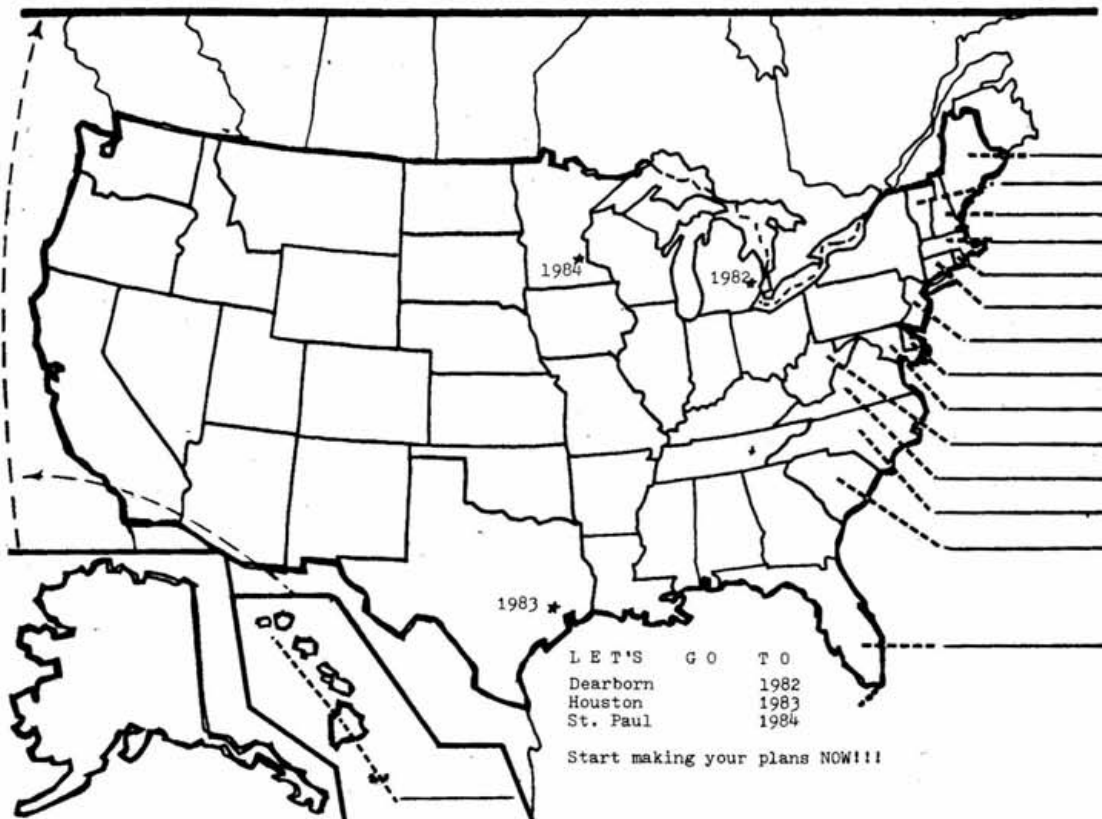 1984
1982
1983
LET'S GO TO
Dearborn 1982
Houston 1983
St. Paul 1984
Start making your plans NOW!!!